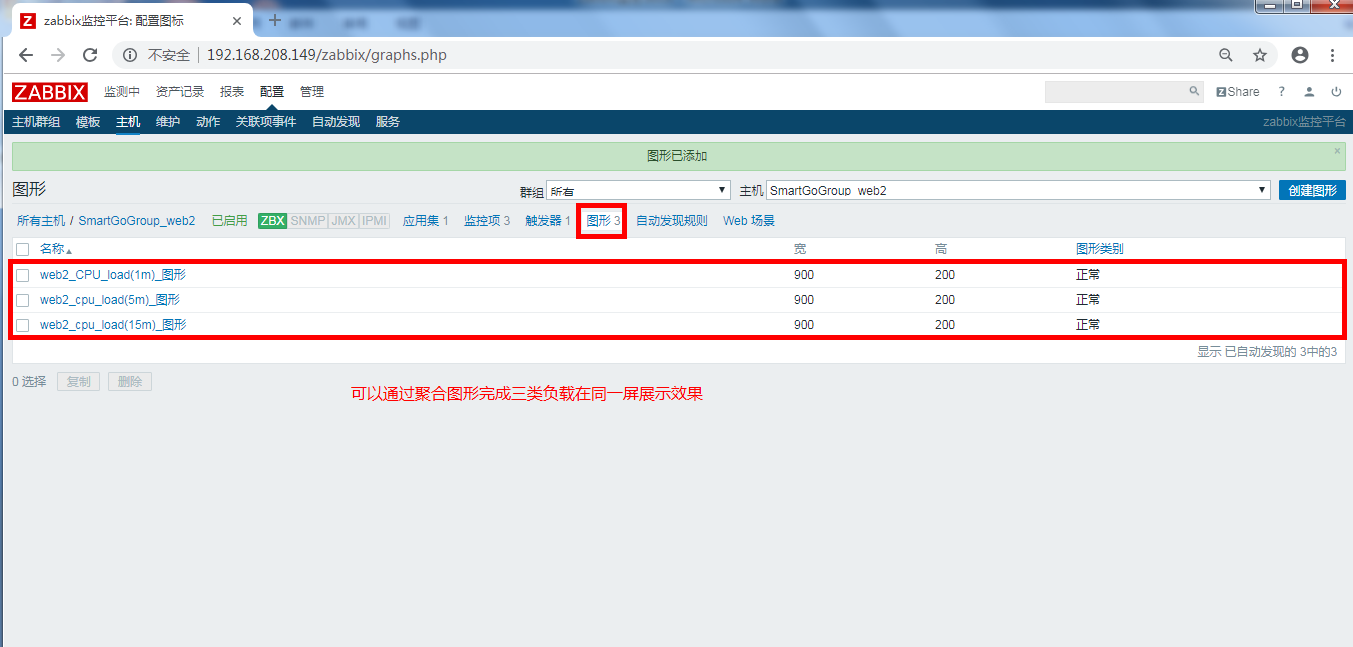 Z zabbix监控平台: 配置图标
不安全 192.168.208.149/zabbix/graphs.php
ZABBIX 监测中 资产记录 报表 配置 管理 Z Share ?
主机群组 模板 主机 维护 动作 关联项事件 自动发现 服务 zabbix监控平台
图形已添加
图形 群组 所有 主机 SmartGoGroup_web2 创建图形
所有主机 / SmartGoGroup_web2 已启用 ZBX SNMP JMX IPMI 应用集 1 监控项 3 触发器 1 图形 3 自动发现规则 Web 场景
名称 宽 高 图形类别
web2_CPU_load(1m)_图形 900 200 正常
web2_cpu_load(5m)_图形 900 200 正常
web2_cpu_load(15m)_图形 900 200 正常
显示 已自动发现的 3中的3
0 选择 复制 删除
可以通过聚合图形完成三类负载在同一屏展示效果